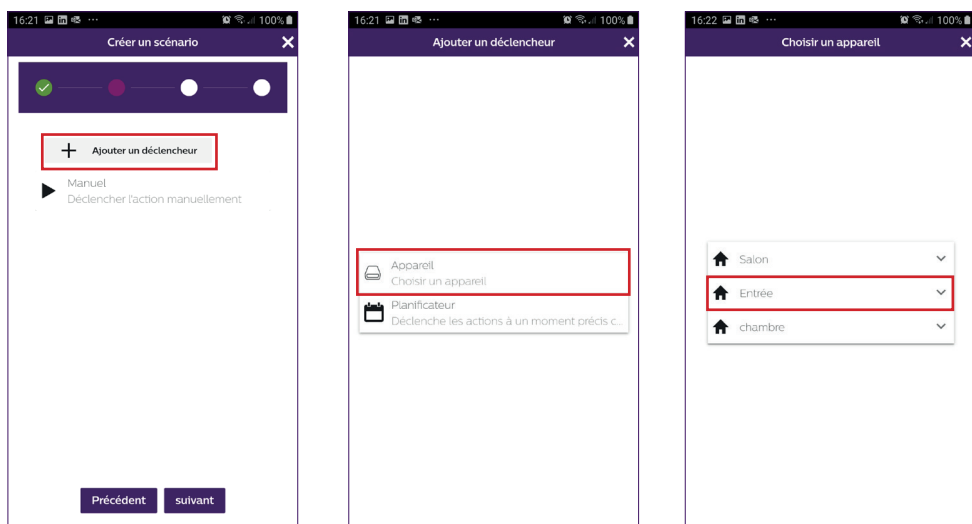 16:21 ··· 100%
Créer un scénario
Ajouter un déclencheur
Manuel
Déclencher l'action manuellement
Précédent
suivant
16:21 ··· 100%
Ajouter un déclencheur
Appareil
Choisir un appareil
Planificateur
Déclenche les actions à un moment précis c...
16:22 ··· 100%
Choisir un appareil
Salon
Entrée
chambre